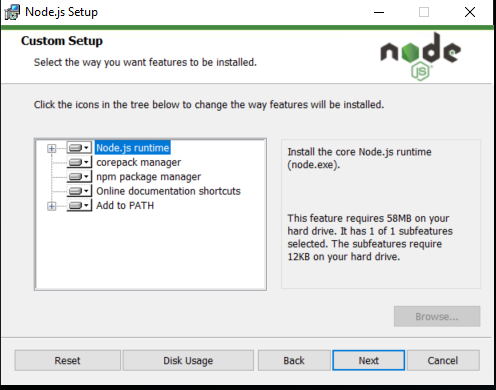 Node.js Setup
Custom Setup
Select the way you want features to be installed.
node
JS
Click the icons in the tree below to change the way features will be installed.
Node.js runtime
corepack manager
npm package manager
Online documentation shortcuts
Add to PATH
Install the core Node.js runtime
(node.exe).
This feature requires 58MB on your
hard drive. It has 1 of 1 subfeatures
selected. The subfeatures require
12KB on your hard drive.
Browse...
Reset
Disk Usage
Back
Next
Cancel